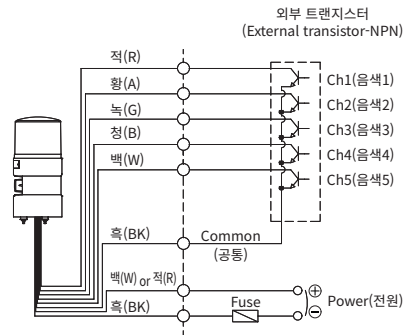 외부 트랜지스터
(External transistor-NPN)
적(R)
황(A)
녹(G)
청(B)
백(W)
Ch1(음색1)
Ch2(음색2)
Ch3(음색3)
Ch4(음색4)
Ch5(음색5)
흑(BK)
Common
(공통)
백(W) or 적(R)
흑(BK)
Fuse
Power(전원)